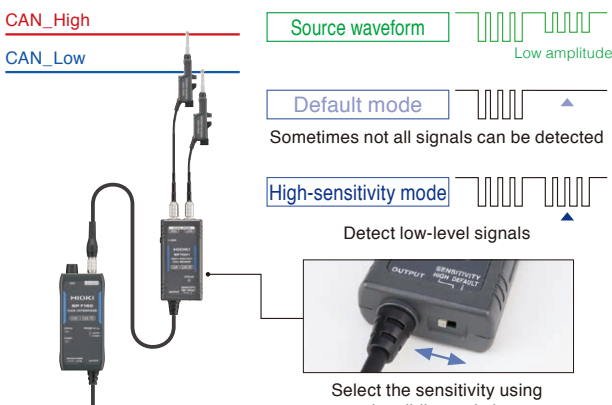 CAN_High
CAN_Low
Source waveform
Low amplitude
Default mode
Sometimes not all signals can be detected
High-sensitivity mode
Detect low-level signals
HIOKI
HIOKI
OUTPUT
SENSITIVITY
HIGH DEFAULT
Select the sensitivity using